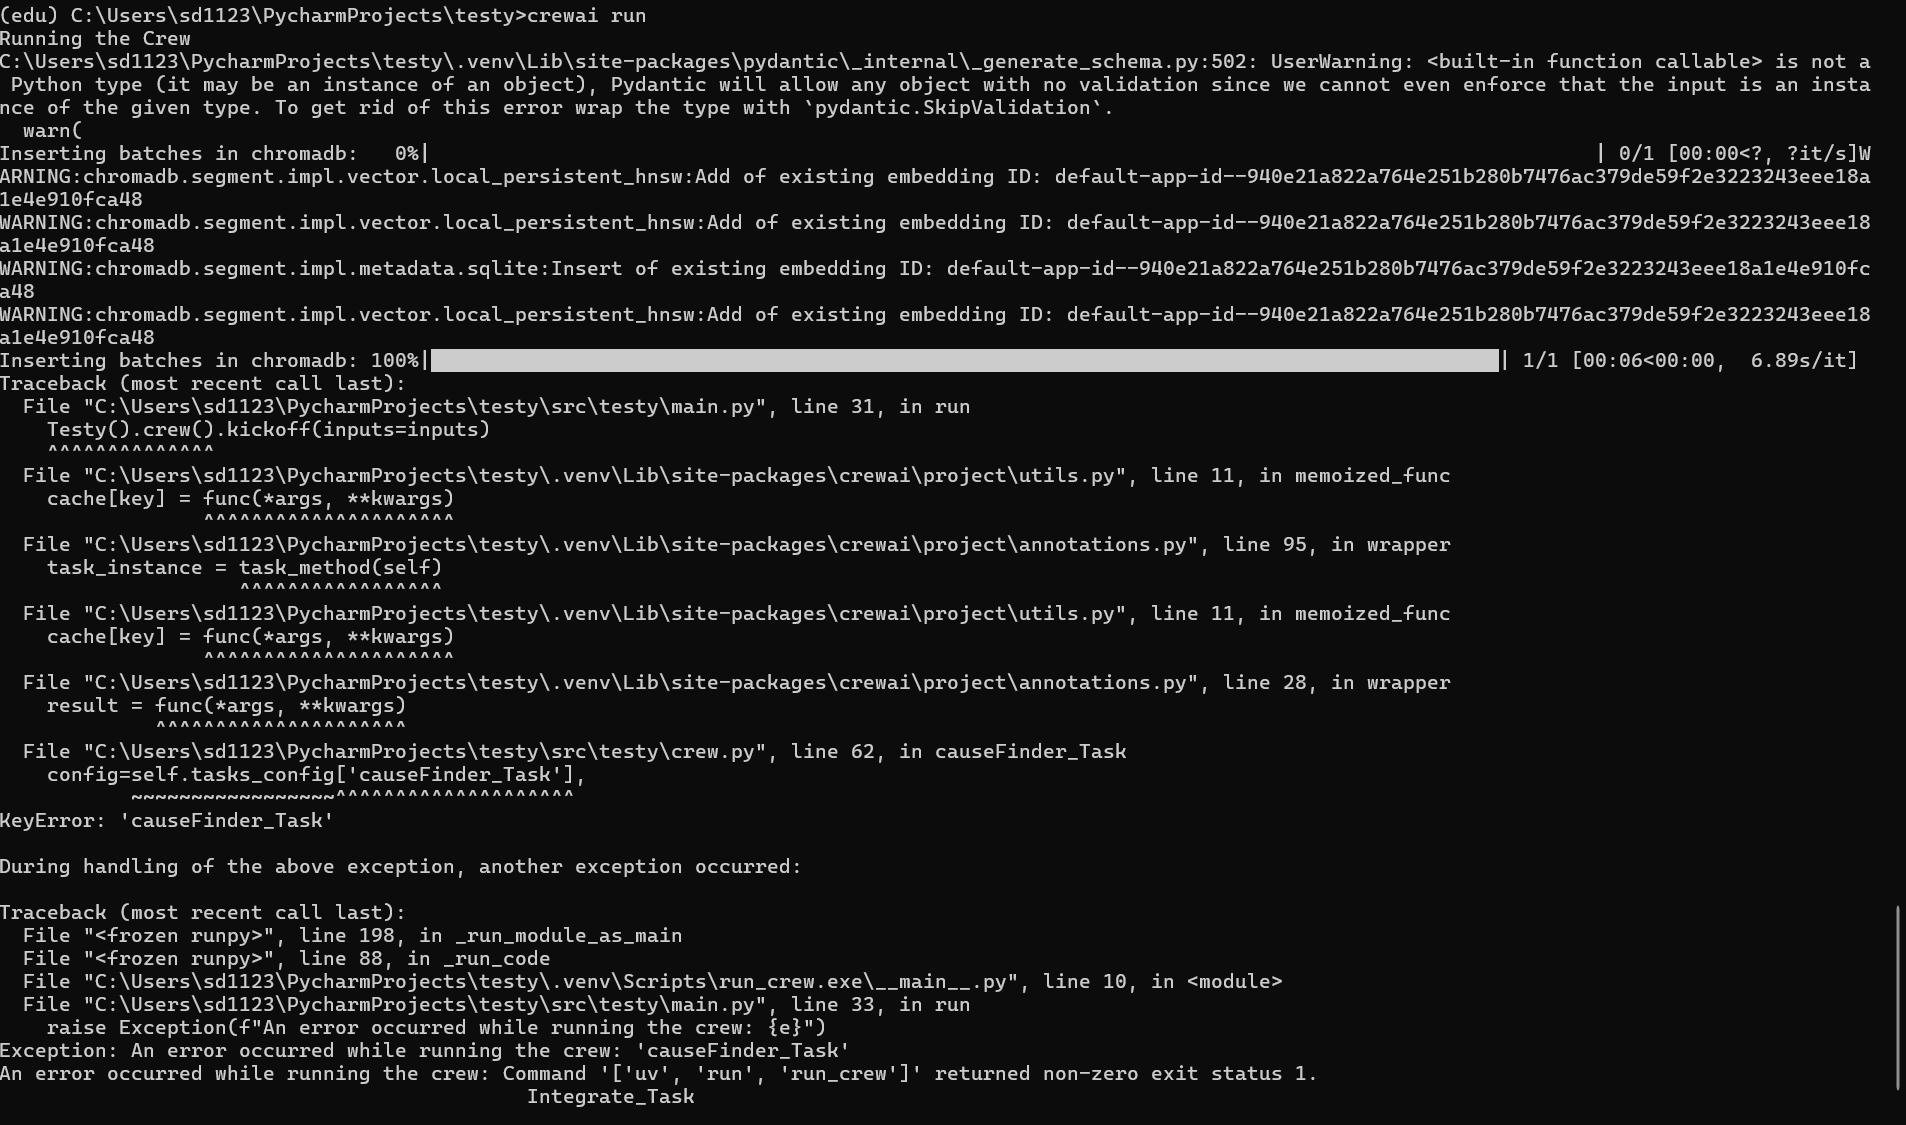 (edu) C:\Users\sd1123\PycharmProjects\testy>crewai run
Running the Crew
C:\Users\sd1123\PycharmProjects\testy\.venv\Lib\site-packages\pydantic\_internal\_generate_schema.py:502: UserWarning: <built-in function callable> is not a
 Python type (it may be an instance of an object), Pydantic will allow any object with no validation since we cannot even enforce that the input is an insta
nce of the given type. To get rid of this error wrap the type with `pydantic.SkipValidation`.
  warn(
Inserting batches in chromadb:   0%|                                                                                                  | 0/1 [00:00<?, ?it/s]W
ARNING:chromadb.segment.impl.vector.local_persistent_hnsw:Add of existing embedding ID: default-app-id--940e21a822a764e251b280b7476ac379de59f2e3223243eee18a
1e4e910fca48
WARNING:chromadb.segment.impl.vector.local_persistent_hnsw:Add of existing embedding ID: default-app-id--940e21a822a764e251b280b7476ac379de59f2e3223243eee18
a1e4e910fca48
WARNING:chromadb.segment.impl.metadata.sqlite:Insert of existing embedding ID: default-app-id--940e21a822a764e251b280b7476ac379de59f2e3223243eee18a1e4e910fc
a48
WARNING:chromadb.segment.impl.vector.local_persistent_hnsw:Add of existing embedding ID: default-app-id--940e21a822a764e251b280b7476ac379de59f2e3223243eee18
a1e4e910fca48
Inserting batches in chromadb: 100%|█████████████████████████████████████████████████████████████████████████████████████████| 1/1 [00:06<00:00,  6.89s/it]
Traceback (most recent call last):
  File "C:\Users\sd1123\PycharmProjects\testy\src\testy\main.py", line 31, in run
    Testy().crew().kickoff(inputs=inputs)
    ^^^^^^^^^^^^^^
  File "C:\Users\sd1123\PycharmProjects\testy\.venv\Lib\site-packages\crewai\project\utils.py", line 11, in memoized_func
    cache[key] = func(*args, **kwargs)
                 ^^^^^^^^^^^^^^^^^^^^^
  File "C:\Users\sd1123\PycharmProjects\testy\.venv\Lib\site-packages\crewai\project\annotations.py", line 95, in wrapper
    task_instance = task_method(self)
                    ^^^^^^^^^^^^^^^^^
  File "C:\Users\sd1123\PycharmProjects\testy\.venv\Lib\site-packages\crewai\project\utils.py", line 11, in memoized_func
    cache[key] = func(*args, **kwargs)
                 ^^^^^^^^^^^^^^^^^^^^^
  File "C:\Users\sd1123\PycharmProjects\testy\.venv\Lib\site-packages\crewai\project\annotations.py", line 28, in wrapper
    result = func(*args, **kwargs)
             ^^^^^^^^^^^^^^^^^^^^^
  File "C:\Users\sd1123\PycharmProjects\testy\src\testy\crew.py", line 62, in causeFinder_Task
    config=self.tasks_config['causeFinder_Task'],
           ~~~~~~~~~~~~~~~~~^^^^^^^^^^^^^^^^^^^^
KeyError: 'causeFinder_Task'

During handling of the above exception, another exception occurred:

Traceback (most recent call last):
  File "<frozen runpy>", line 198, in _run_module_as_main
  File "<frozen runpy>", line 88, in _run_code
  File "C:\Users\sd1123\PycharmProjects\testy\.venv\Scripts\run_crew.exe\__main__.py", line 10, in <module>
  File "C:\Users\sd1123\PycharmProjects\testy\src\testy\main.py", line 33, in run
    raise Exception(f"An error occurred while running the crew: {e}")
Exception: An error occurred while running the crew: 'causeFinder_Task'
An error occurred while running the crew: Command '['uv', 'run', 'run_crew']' returned non-zero exit status 1.
                                            Integrate_Task